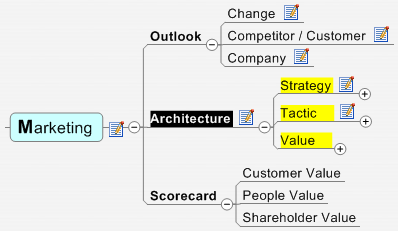 Marketing
Outlook
Change
Competitor / Customer
Company
Architecture
Strategy
Tactic
Value
Scorecard
Customer Value
People Value
Shareholder Value